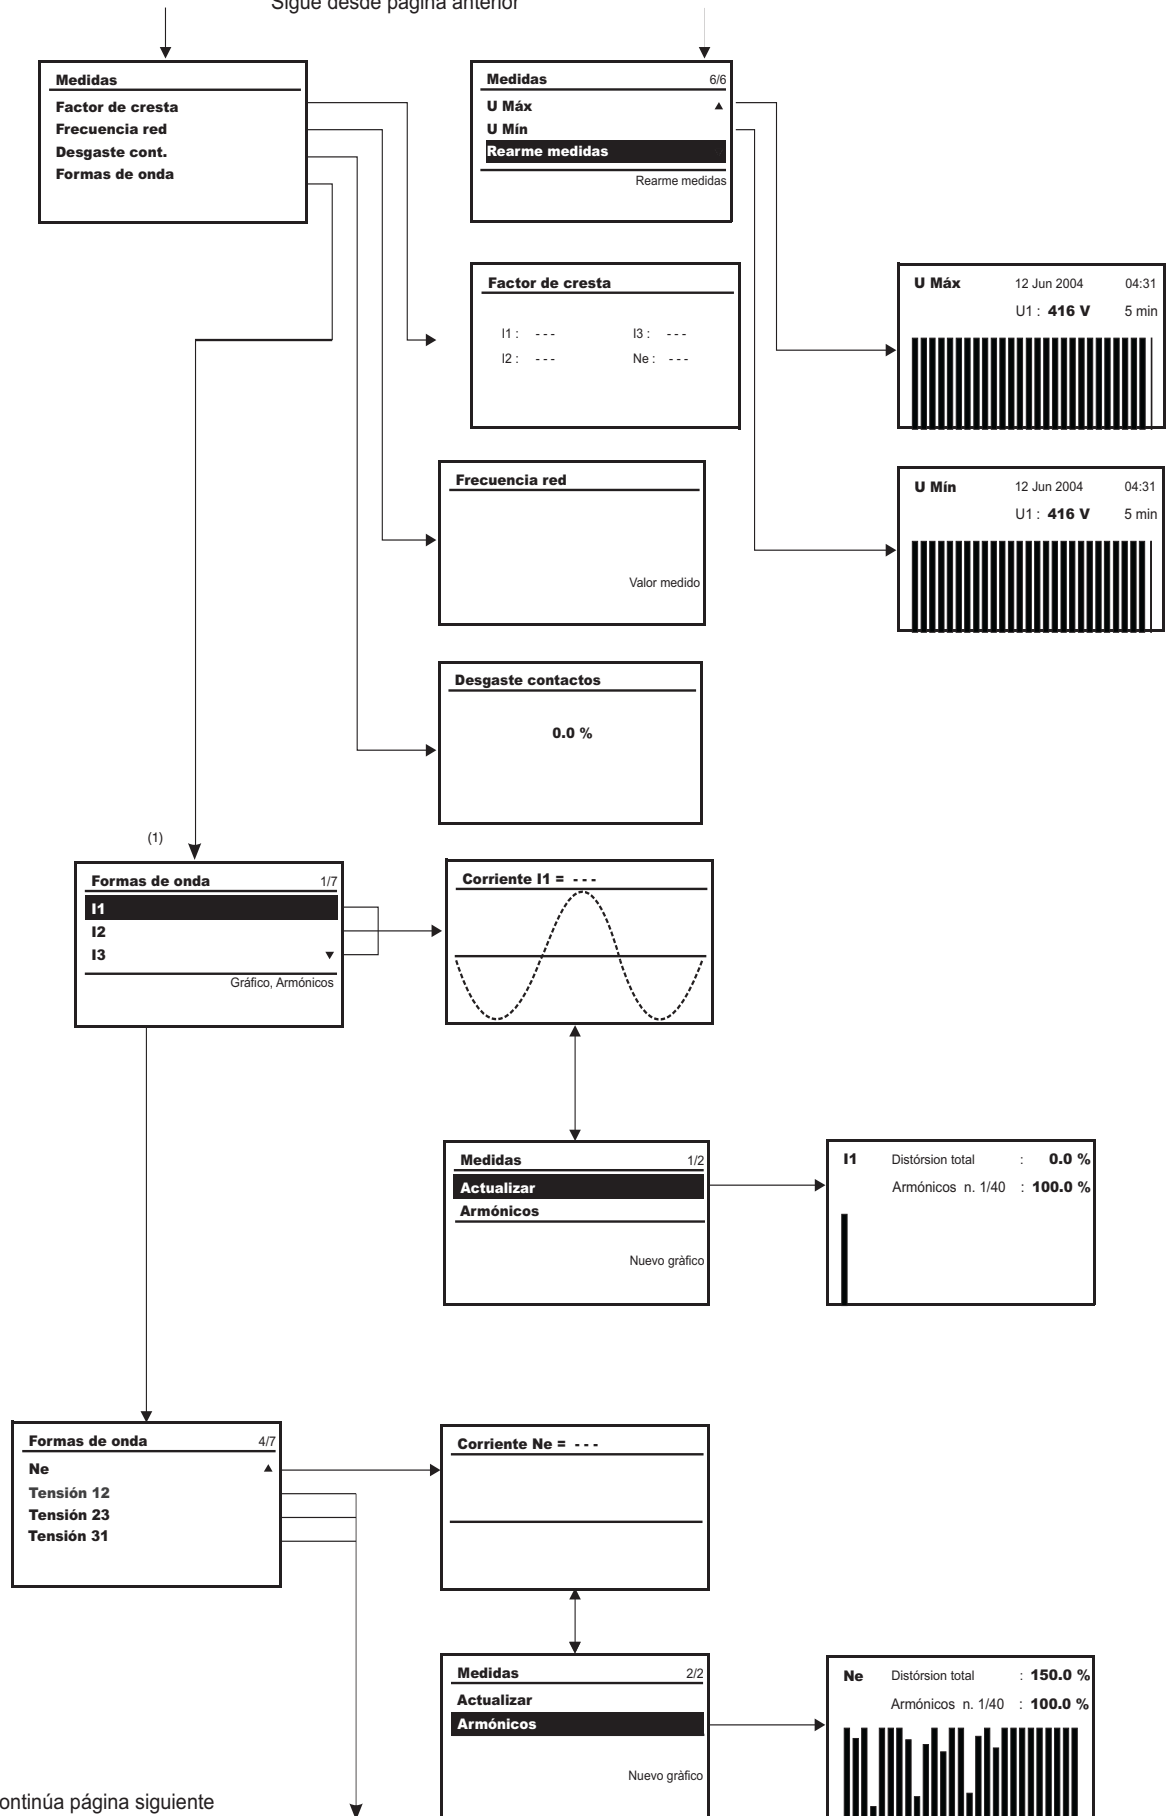 Sigue desde página anterior
Medidas
Factor de cresta
Frecuencia red
Desgaste cont.
Formas de onda
Medidas 6/6
U Máx ▲
U Mín
Rearme medidas
Rearme medidas
Factor de cresta
I1 : - - - I3 : - - -
I2 : - - - Ne : - - -
U Máx 12 Jun 2004 04:31
U1 : 416 V 5 min
Frecuencia red
Valor medido
U Mín 12 Jun 2004 04:31
U1 : 416 V 5 min
Desgaste contactos
0.0 %
(1)
Formas de onda 1/7
I1
I2
I3 ▼
Gráfico, Armónicos
Corriente I1 = - - -
Medidas 1/2
Actualizar
Armónicos
Nuevo gràfico
I1 Distórsion total : 0.0 %
Armónicos n. 1/40 : 100.0 %
Formas de onda 4/7
Ne ▲
Tensión 12
Tensión 23
Tensión 31
Corriente Ne = - - -
Medidas 2/2
Actualizar
Armónicos
Nuevo gráfico
Ne Distórsion total : 150.0 %
Armónicos n. 1/40 : 100.0 %
ontinúa página siguiente